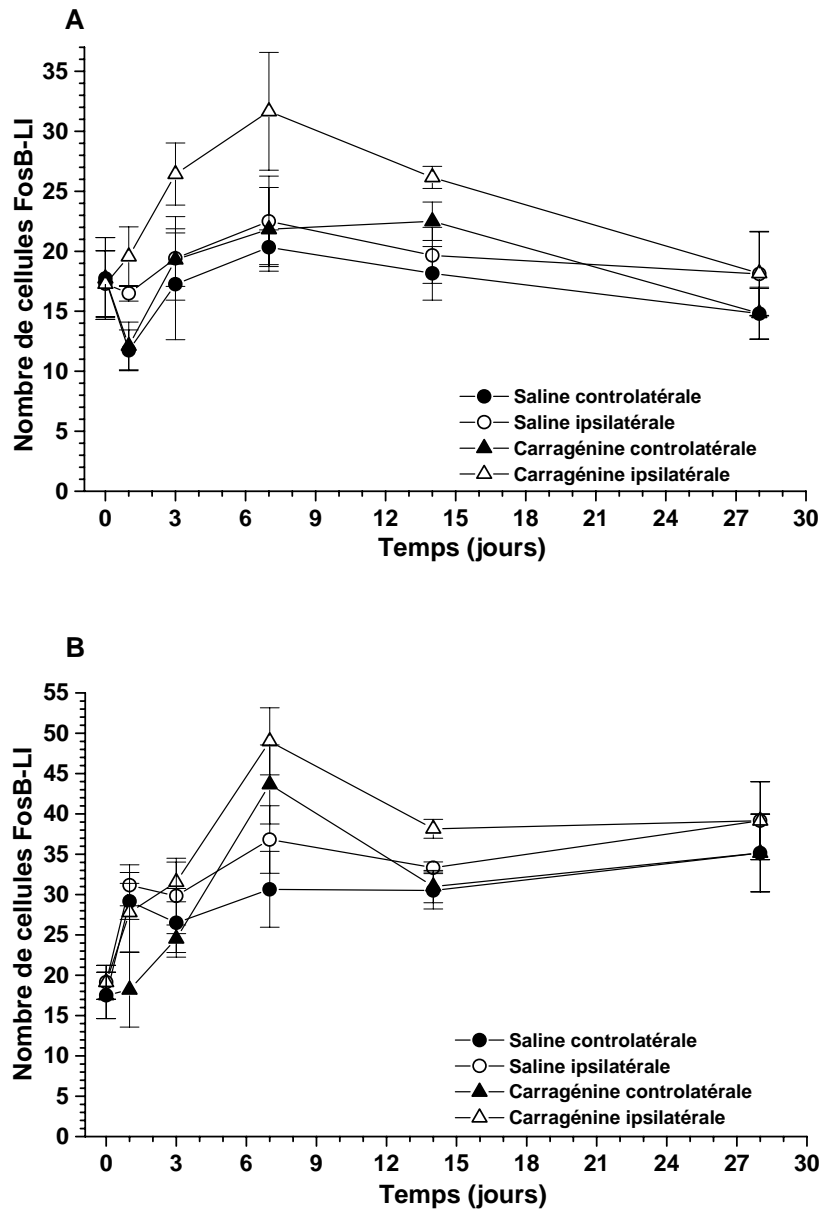 A
Nombre de cellules FosB-LI
35
30
25
20
15
10
5
0
Saline controlatérale
Saline ipsilatérale
Carragénine controlatérale
Carragénine ipsilatérale
0 3 6 9 12 15 18 21 24 27 30
Temps (jours)
B
Nombre de cellules FosB-LI
55
50
45
40
35
30
25
20
15
10
5
0
Saline controlatérale
Saline ipsilatérale
Carragénine controlatérale
Carragénine ipsilatérale
0 3 6 9 12 15 18 21 24 27 30
Temps (jours)